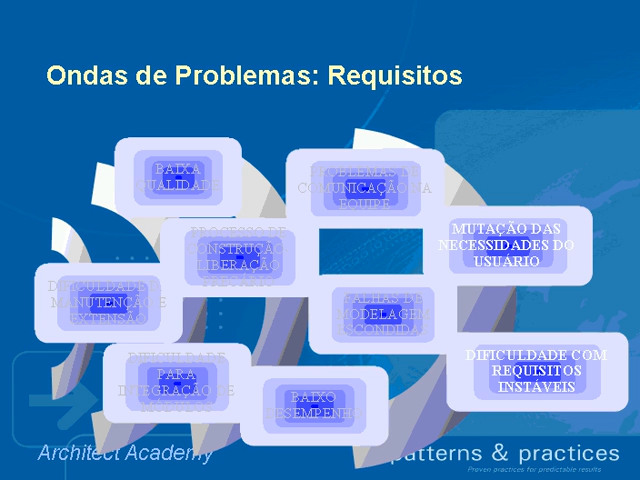 Ondas de Problemas: Requisitos
BAIXA
QUALIDADE
PROBLEMAS DE
COMUNICAÇÃO NA
EQUIPE
PROCESSO DE
CONSTRUÇÃO
LIBERAÇÃO
MUTAÇÃO DAS
NECESSIDADES DO
USUÁRIO
DIFICULDADE
MANUTENÇÃO E
EXTENSÃO
FALHAS DE
MODELAGEM
ESCONDIDAS
DIFICULDADE
PARA
INTEGRAÇÃO DE
BAIXO
DESEMPENHO
DIFICULDADE COM
REQUISITOS
INSTÁVEIS
Architect Academy
patterns & practices
Proven practices for predictable results